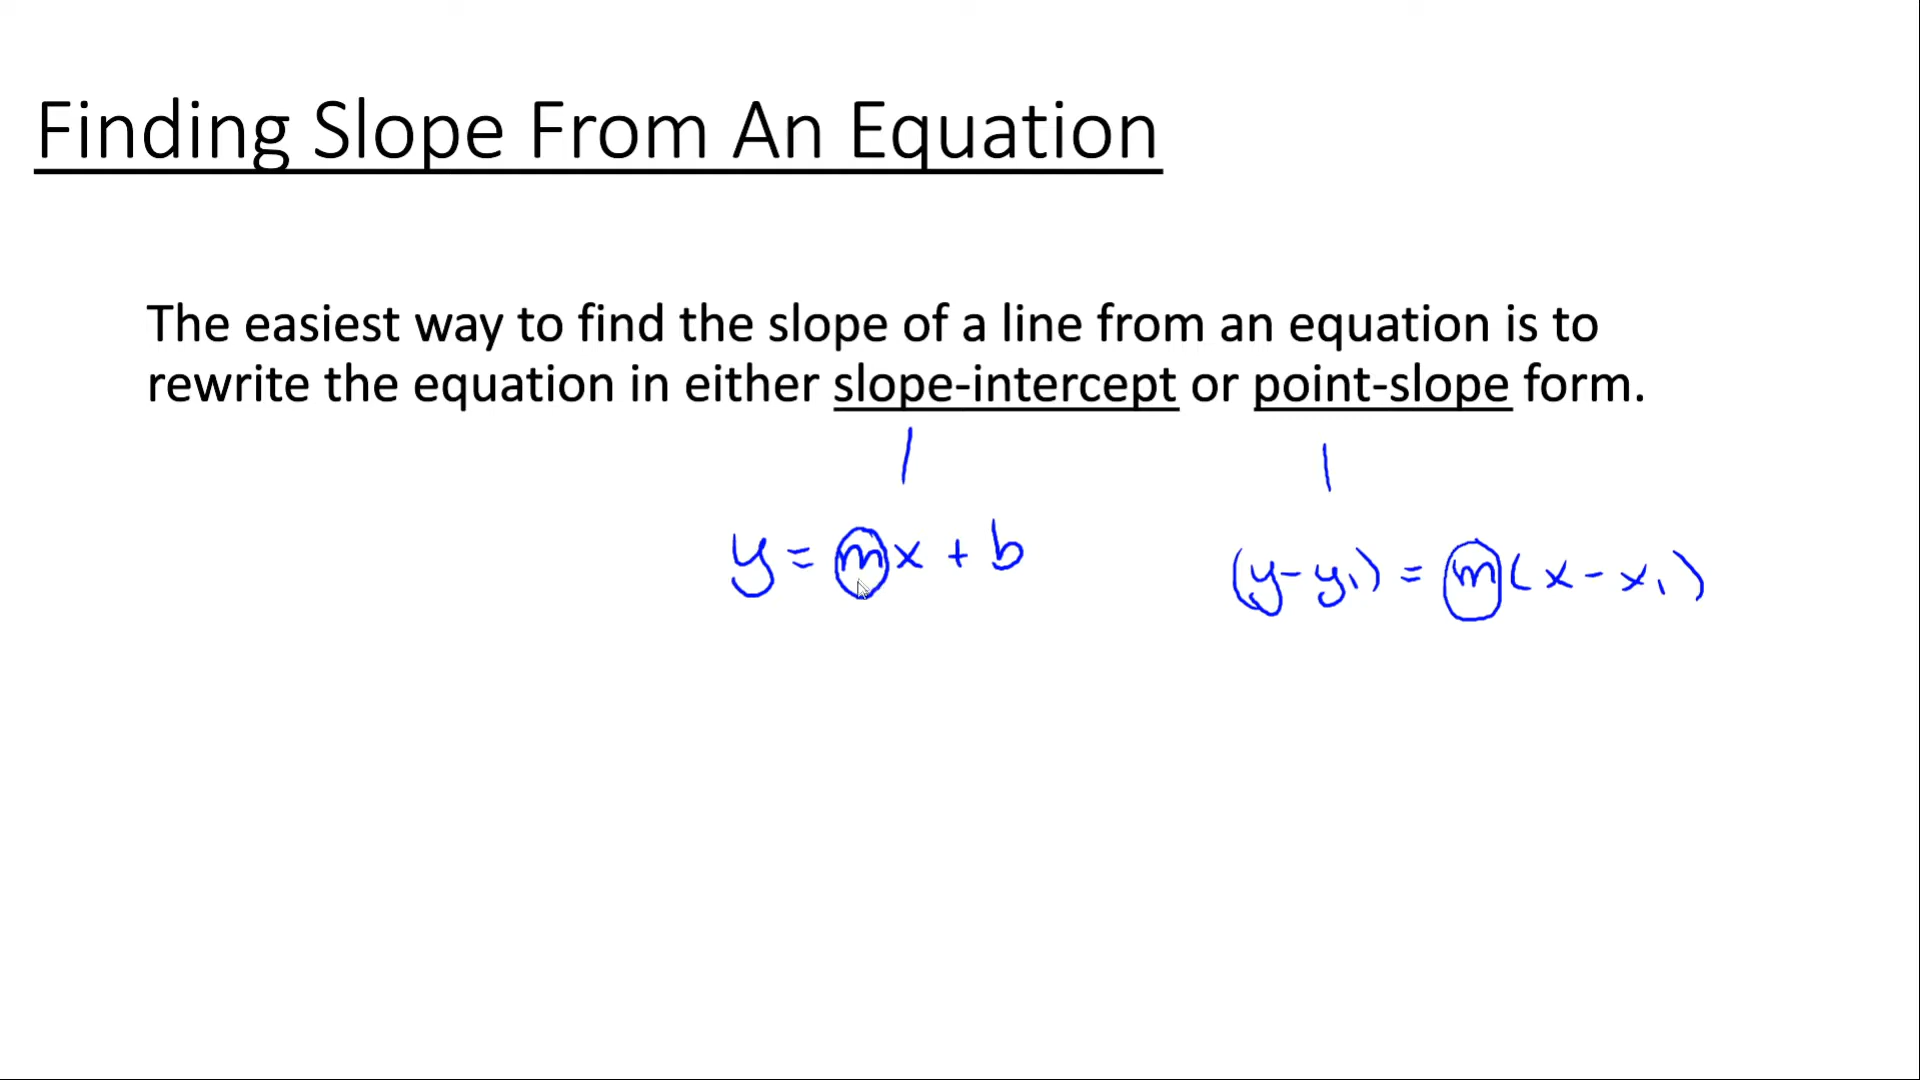 Finding Slope From An Equation
The easiest way to find the slope of a line from an equation is to
rewrite the equation in either slope-intercept or point-slope form.
y = mx + b
(y - y₁) = m(x - x₁)